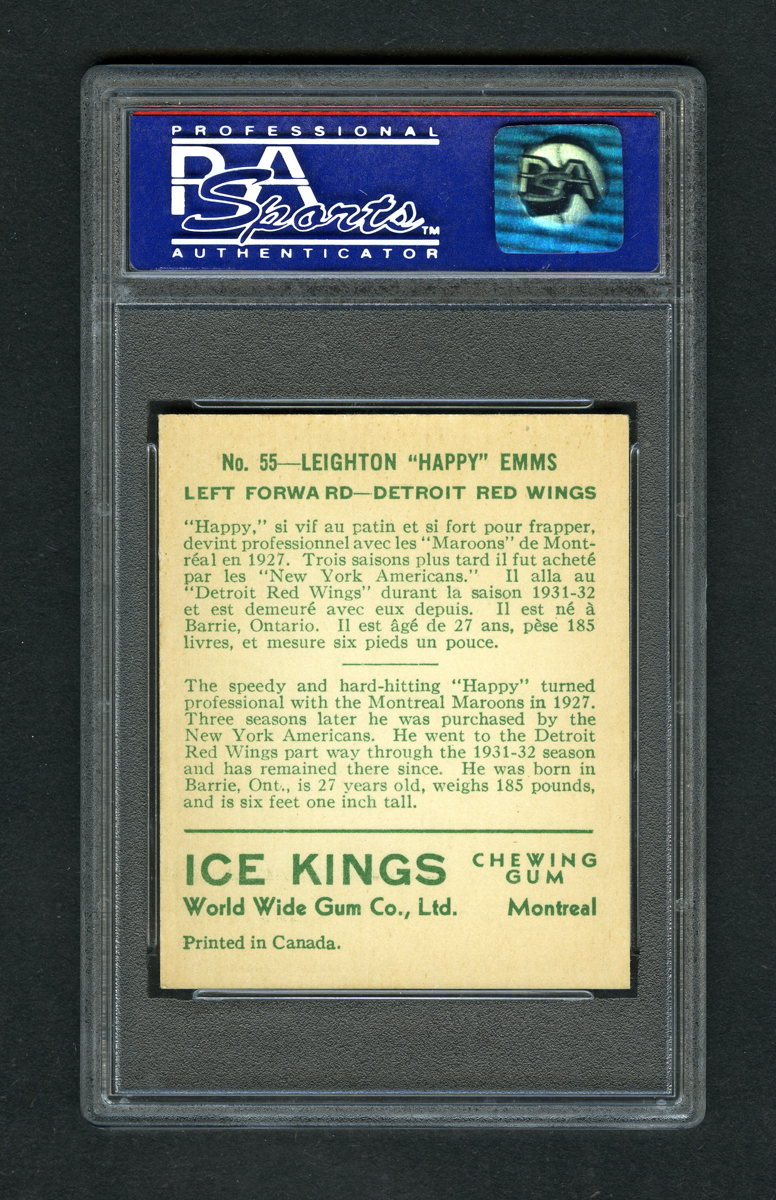 PROFESSIONAL
PSA
Sports™
AUTHENTICATOR
PSA
No. 55—LEIGHTON "HAPPY" EMMS
LEFT FORWARD—DETROIT RED WINGS
"Happy," si vif au patin et si fort pour frapper,
devint professionnel avec les "Maroons" de Mont-
réal en 1927. Trois saisons plus tard il fut acheté
par les "New York Americans." Il alla au
"Detroit Red Wings" durant la saison 1931-32
et est demeuré avec eux depuis. Il est né à
Barrie, Ontario. Il est âgé de 27 ans, pèse 185
livres, et mesure six pieds un pouce.
The speedy and hard-hitting "Happy" turned
professional with the Montreal Maroons in 1927.
Three seasons later he was purchased by the
New York Americans. He went to the Detroit
Red Wings part way through the 1931-32 season
and has remained there since. He was born in
Barrie, Ont., is 27 years old, weighs 185 pounds,
and is six feet one inch tall.
ICE KINGS CHEWING GUM
World Wide Gum Co., Ltd. Montreal
Printed in Canada.